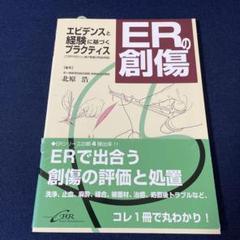 ERの
創傷
エビデンスと
経験に基づく
プラクティス
北原 浩
ERで出合う
創傷の評価と処置
洗浄、止血、麻酔、縫合、被覆材、治癒、処置後トラブルなど、
コレ1冊で丸わかり!